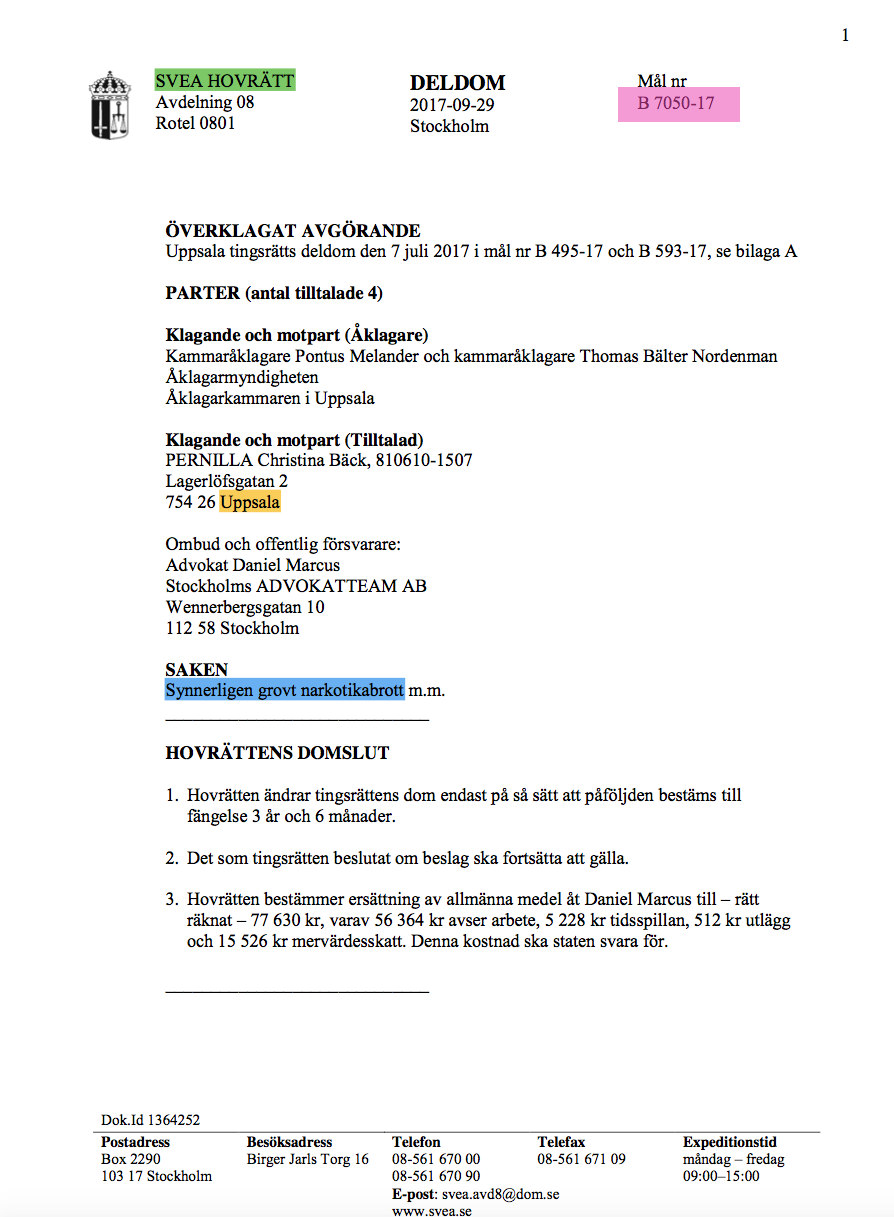 1
SVEA HOVRÄTT
Avdelning 08
Rotel 0801
DELDOM
2017-09-29
Stockholm
Mål nr
B 7050-17
ÖVERKLAGAT AVGÖRANDE
Uppsala tingsrätts deldom den 7 juli 2017 i mål nr B 495-17 och B 593-17, se bilaga A
PARTER (antal tilltalade 4)
Klagande och motpart (Åklagare)
Kammaråklagare Pontus Melander och kammaråklagare Thomas Bälter Nordenman
Åklagarmyndigheten
Åklagarkammaren i Uppsala
Klagande och motpart (Tilltalad)
PERNILLA Christina Bäck, 810610-1507
Lagerlöfsgatan 2
754 26 Uppsala
Ombud och offentlig försvarare:
Advokat Daniel Marcus
Stockholms ADVOKATTEAM AB
Wennerbergsgatan 10
112 58 Stockholm
SAKEN
Synnerligen grovt narkotikabrott m.m.
HOVRÄTTENS DOMSLUT
1. Hovrätten ändrar tingsrättens dom endast på så sätt att påföljden bestäms till
fängelse 3 år och 6 månader.
2. Det som tingsrätten beslutat om beslag ska fortsätta att gälla.
3. Hovrätten bestämmer ersättning av allmänna medel åt Daniel Marcus till – rätt
räknat – 77 630 kr, varav 56 364 kr avser arbete, 5 228 kr tidsspillan, 512 kr utlägg
och 15 526 kr mervärdesskatt. Denna kostnad ska staten svara för.
Dok.Id 1364252
Postadress
Box 2290
103 17 Stockholm
Besöksadress
Birger Jarls Torg 16
Telefon
08-561 670 00
08-561 670 90
E-post: svea.avd8@dom.se
www.svea.se
Telefax
08-561 671 09
Expeditionstid
måndag – fredag
09:00–15:00